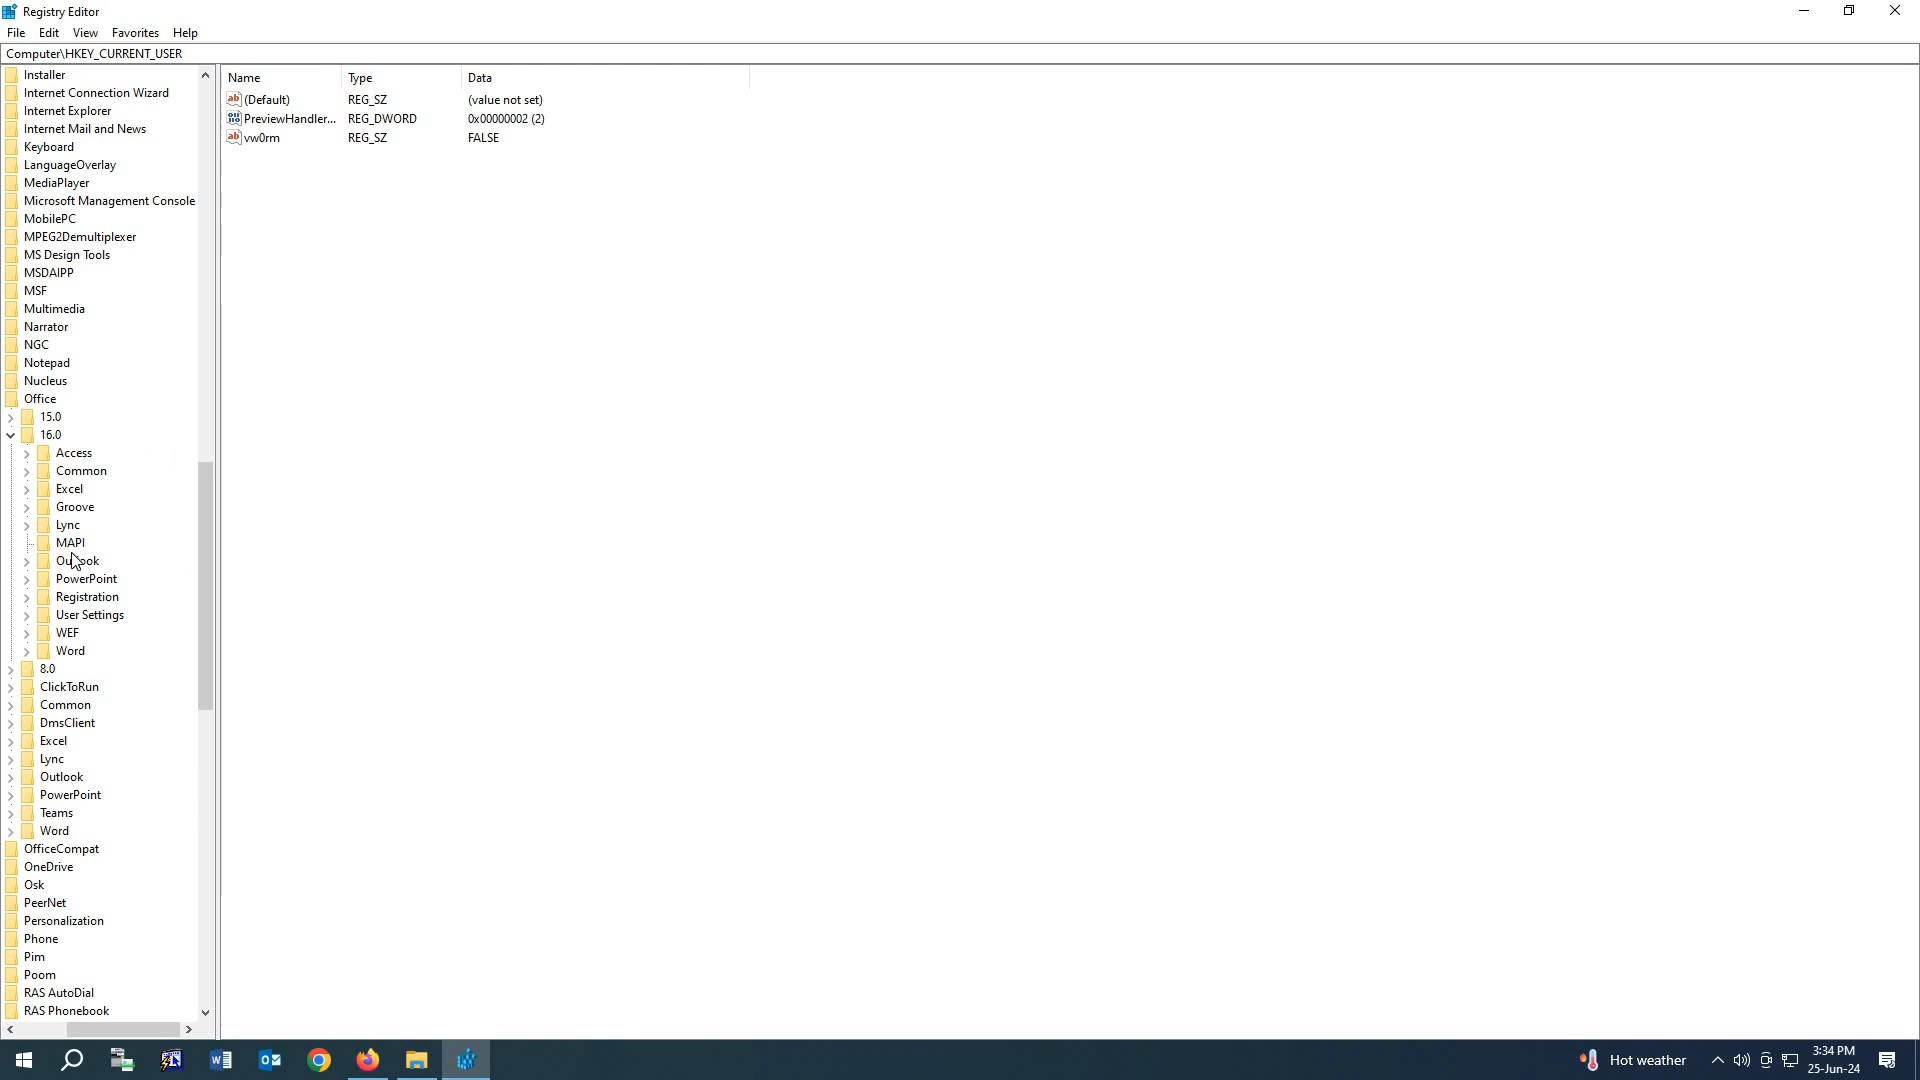 Registry Editor
File Edit View Favorites Help
Computer\HKEY_CURRENT_USER
Installer
Internet Connection Wizard
Internet Explorer
Internet Mail and News
Keyboard
LanguageOverlay
MediaPlayer
Microsoft Management Console
MobilePC
MPEG2Demultiplexer
MS Design Tools
MSDAIPP
MSF
Multimedia
Narrator
NGC
Notepad
Nucleus
Office
15.0
16.0
Access
Common
Excel
Groove
Lync
MAPI
Outlook
PowerPoint
Registration
User Settings
WEF
Word
8.0
ClickToRun
Common
DmsClient
Excel
Lync
Outlook
PowerPoint
Teams
Word
OfficeCompat
OneDrive
Osk
PeerNet
Personalization
Phone
Pim
Poom
RAS AutoDial
RAS Phonebook
Name Type Data
(Default) REG_SZ (value not set)
PreviewHandler... REG_DWORD 0x00000002 (2)
vw0rm REG_SZ FALSE
Hot weather
3:34 PM
25-Jun-24